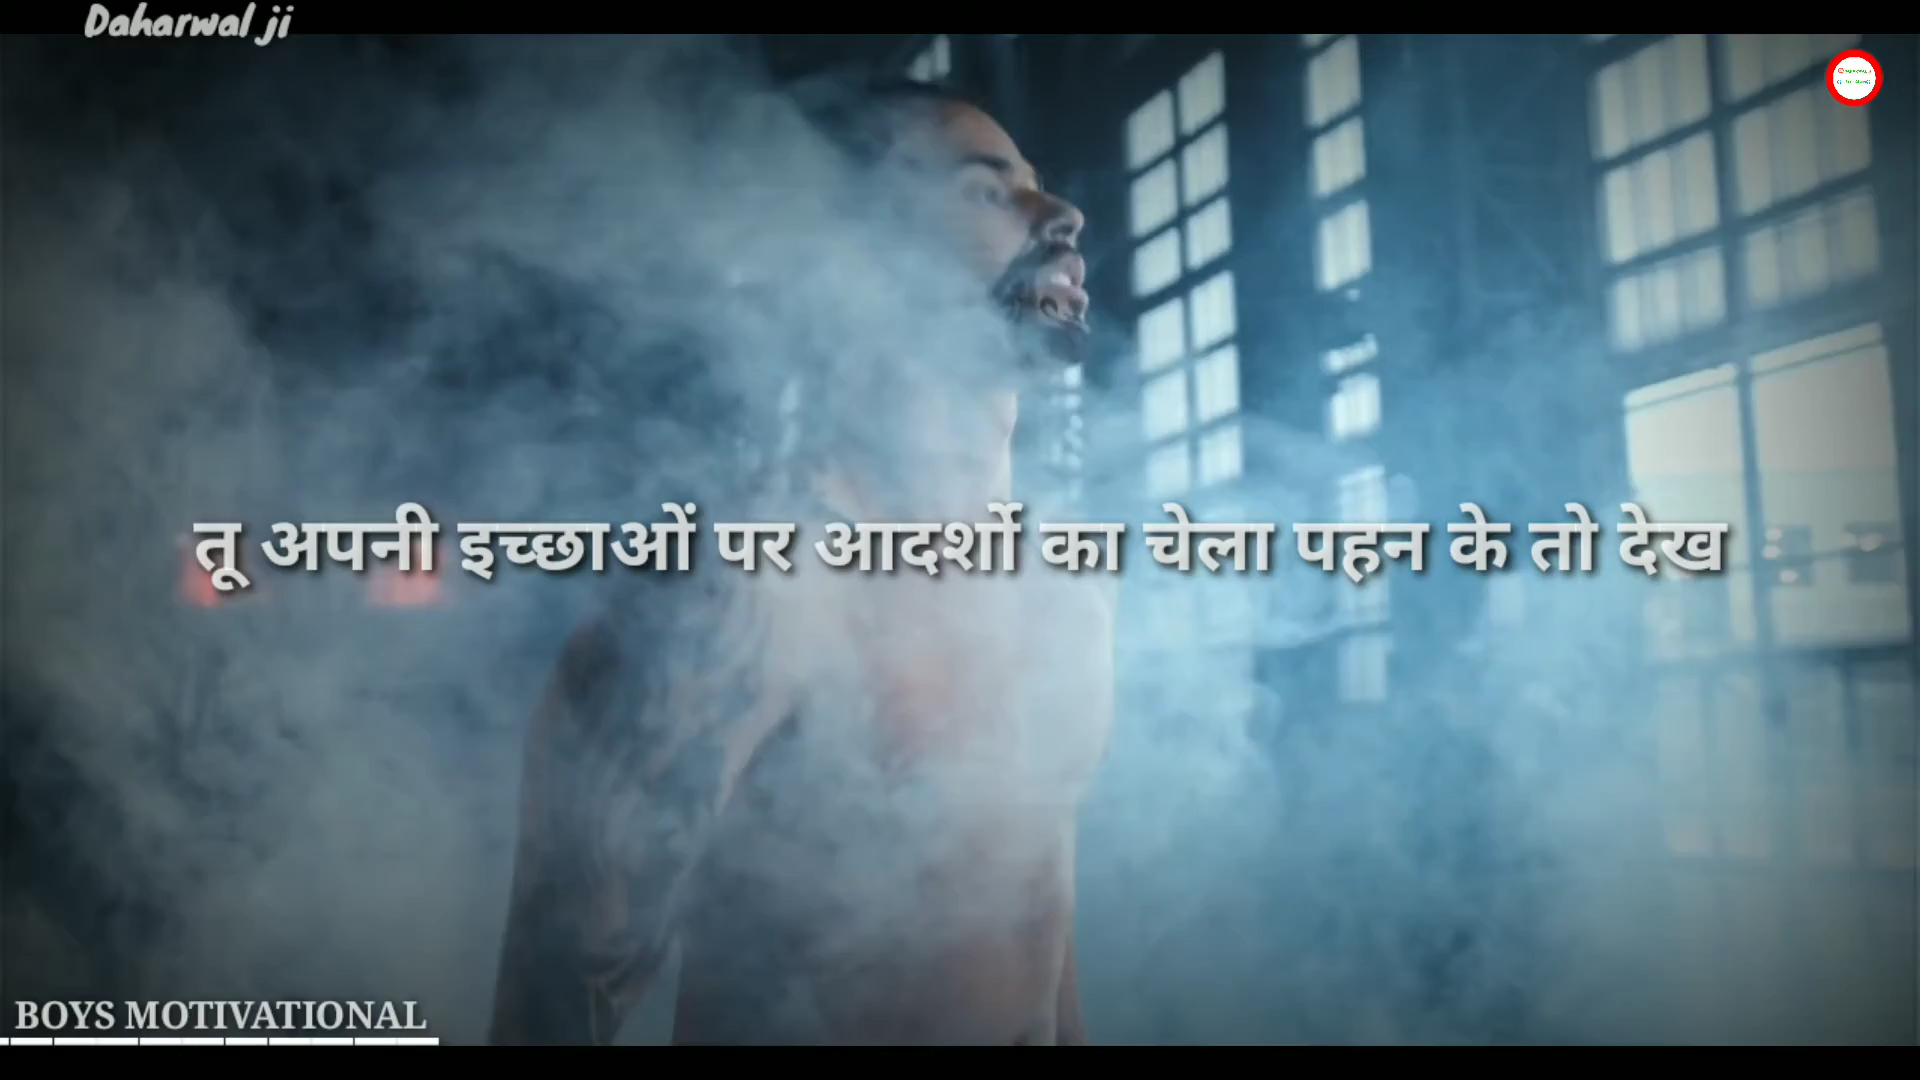 Daharwal ji
तू अपनी इच्छाओं पर आदर्शो का चेला पहन के तो देख
BOYS MOTIVATIONAL